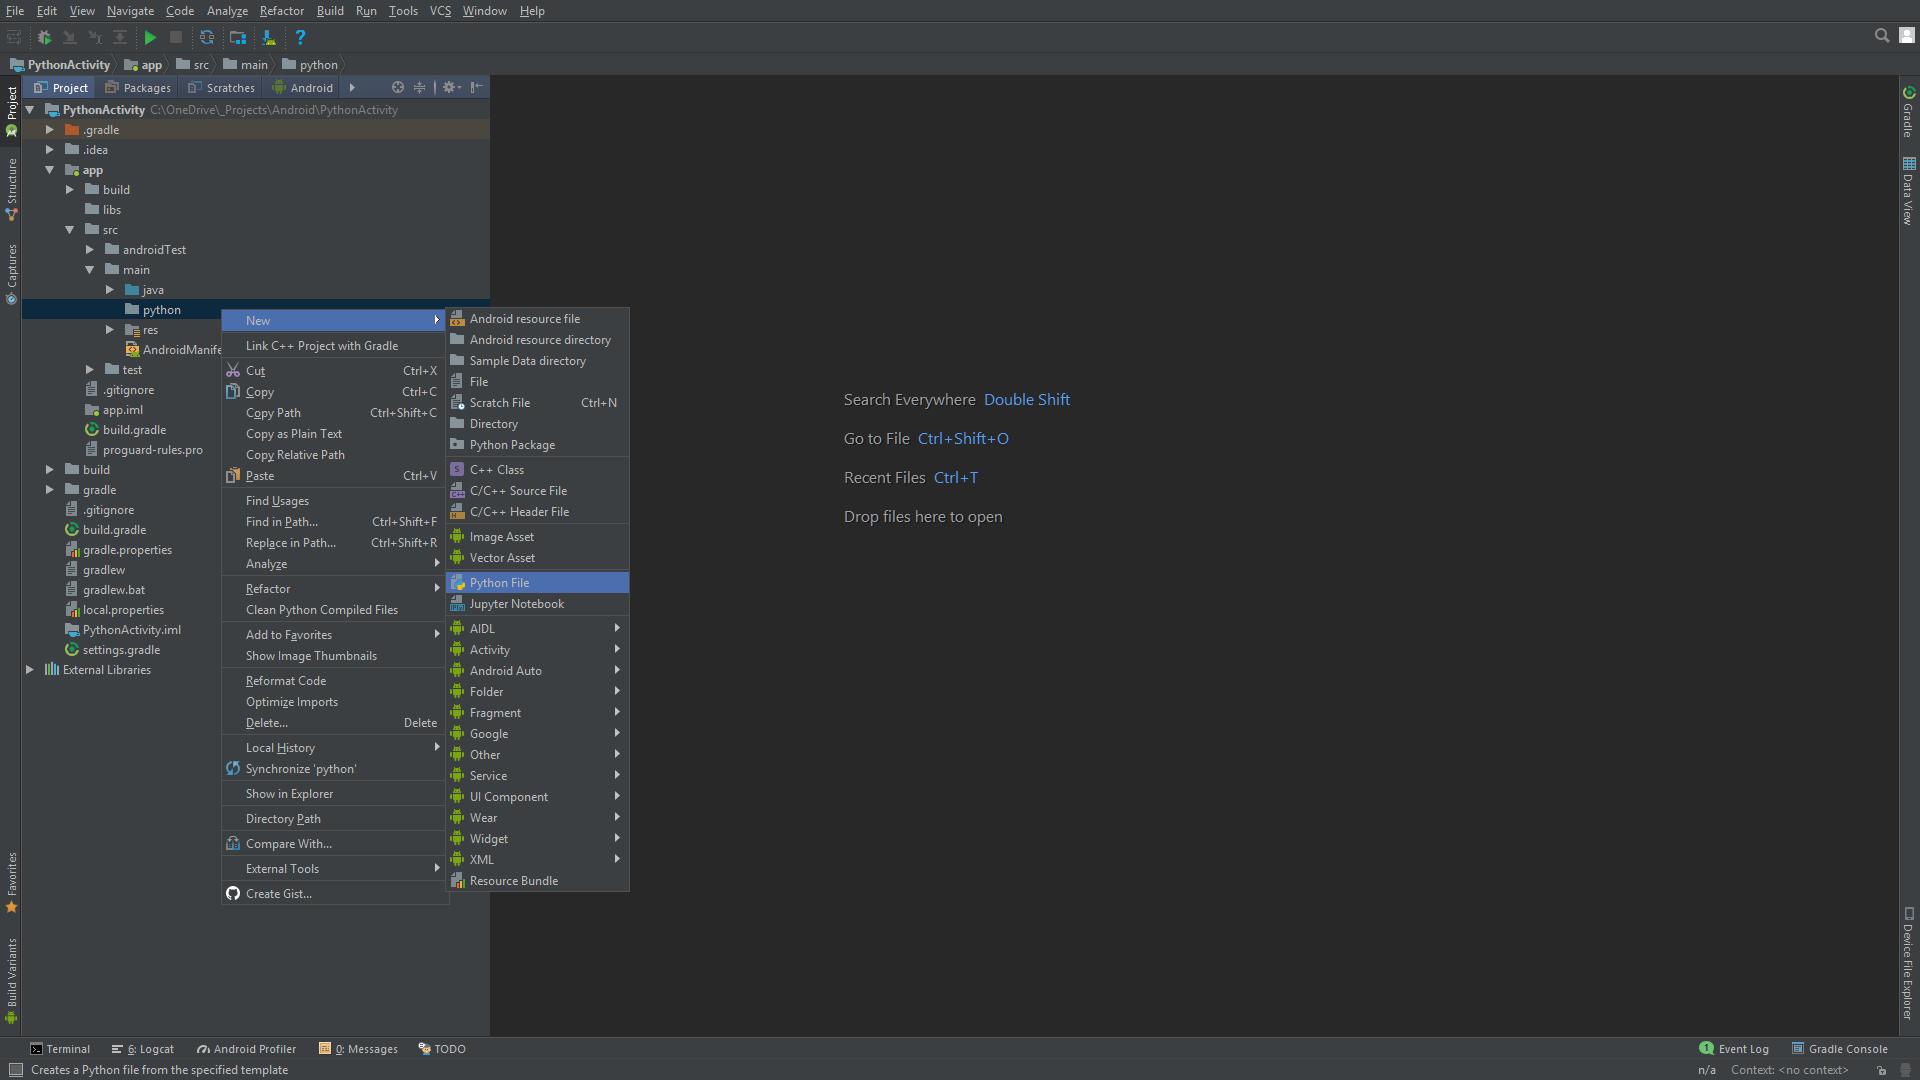 File Edit View Navigate Code Analyze Refactor Build Run Tools VCS Window Help
PythonActivity app src main python
Project Packages Scratches Android
Project
Structure
Captures
Favorites
Build Variants
PythonActivity C:\OneDrive\_Projects\Android\PythonActivity
.gradle
.idea
app
build
libs
src
androidTest
main
java
python
res
AndroidManife
test
.gitignore
app.iml
build.gradle
proguard-rules.pro
build
gradle
.gitignore
build.gradle
gradle.properties
gradlew
gradlew.bat
local.properties
PythonActivity.iml
settings.gradle
External Libraries
New
Link C++ Project with Gradle
Cut Ctrl+X
Copy Ctrl+C
Copy Path Ctrl+Shift+C
Copy as Plain Text
Copy Relative Path
Paste Ctrl+V
Find Usages
Find in Path... Ctrl+Shift+F
Replace in Path... Ctrl+Shift+R
Analyze
Refactor
Clean Python Compiled Files
Add to Favorites
Show Image Thumbnails
Reformat Code
Optimize Imports
Delete... Delete
Local History
Synchronize 'python'
Show in Explorer
Directory Path
Compare With...
External Tools
Create Gist...
Android resource file
Android resource directory
Sample Data directory
File
Scratch File Ctrl+N
Directory
Python Package
C++ Class
C/C++ Source File
C/C++ Header File
Image Asset
Vector Asset
Python File
Jupyter Notebook
AIDL
Activity
Android Auto
Folder
Fragment
Google
Other
Service
UI Component
Wear
Widget
XML
Resource Bundle
Search Everywhere Double Shift
Go to File Ctrl+Shift+O
Recent Files Ctrl+T
Drop files here to open
Gradle
Data View
Device File Explorer
Terminal 6: Logcat Android Profiler 0: Messages TODO 1 Event Log Gradle Console
Creates a Python file from the specified template n/a Context: <no context>